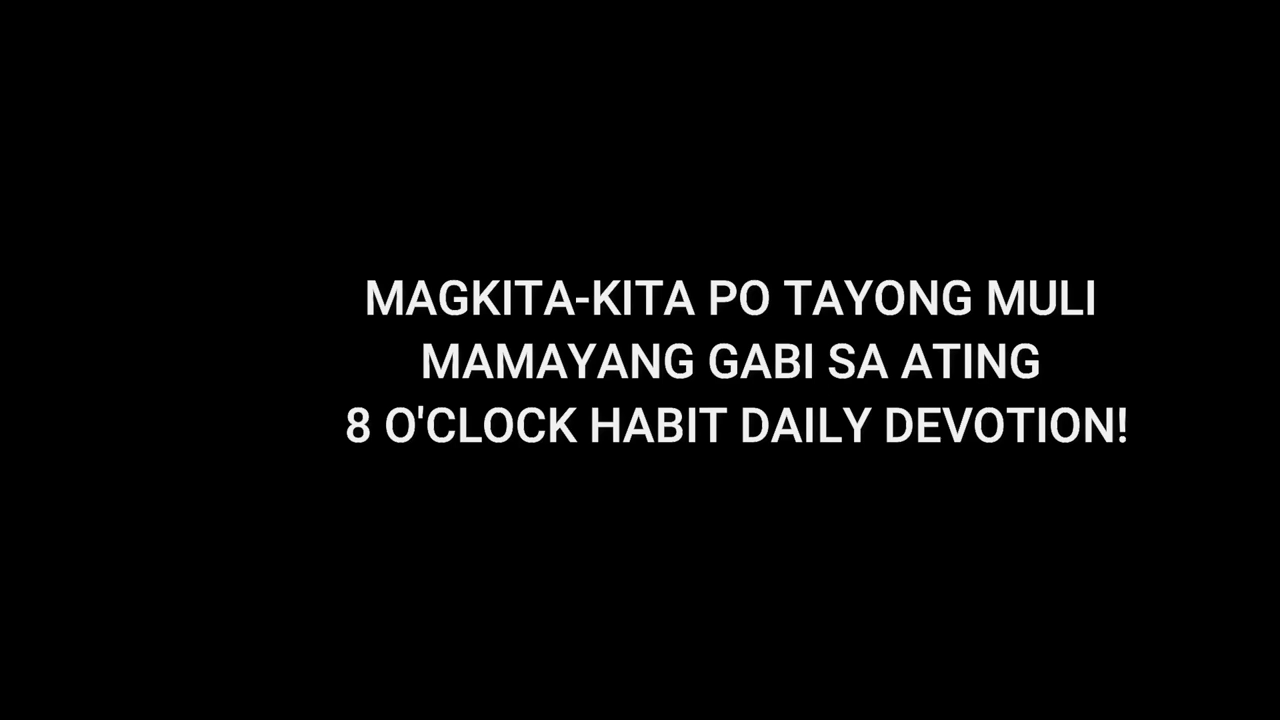 MAGKITA-KITA PO TAYONG MULI
MAMAYANG GABI SA ATING
8 O'CLOCK HABIT DAILY DEVOTION!